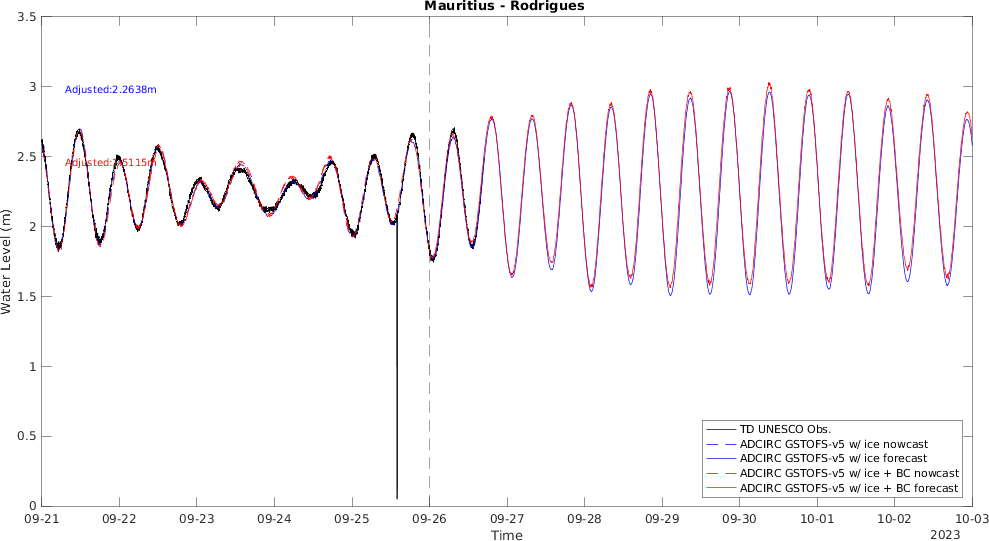 Mauritius - Rodrigues
3.5
3
2.5
2
1.5
1
0.5
0
Water Level (m)
Adjusted:2.2638m
Adjusted: 5115m
TD UNESCO Obs.
ADCIRC GSTOFS-v5 w/ ice nowcast
ADCIRC GSTOFS-v5 w/ ice forecast
ADCIRC GSTOFS-v5 w/ ice + BC nowcast
ADCIRC GSTOFS-v5 w/ ice + BC forecast
09-21 09-22 09-23 09-24 09-25 09-26 09-27 09-28 09-29 09-30 10-01 10-02 10-03
Time
2023